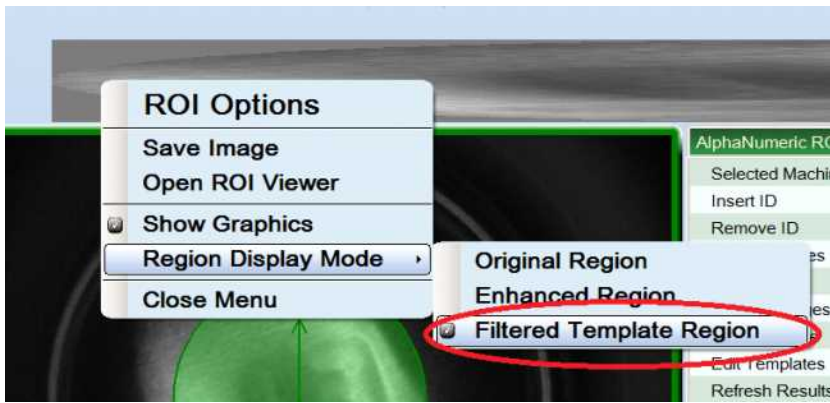 ROI Options
Save Image
Open ROI Viewer
Show Graphics
Region Display Mode
Close Menu
Original Region
Enhanced Region
Filtered Template Region
AlphaNumeric
Selected
Insert ID
Remove ID
Edit Templates
Refresh Results